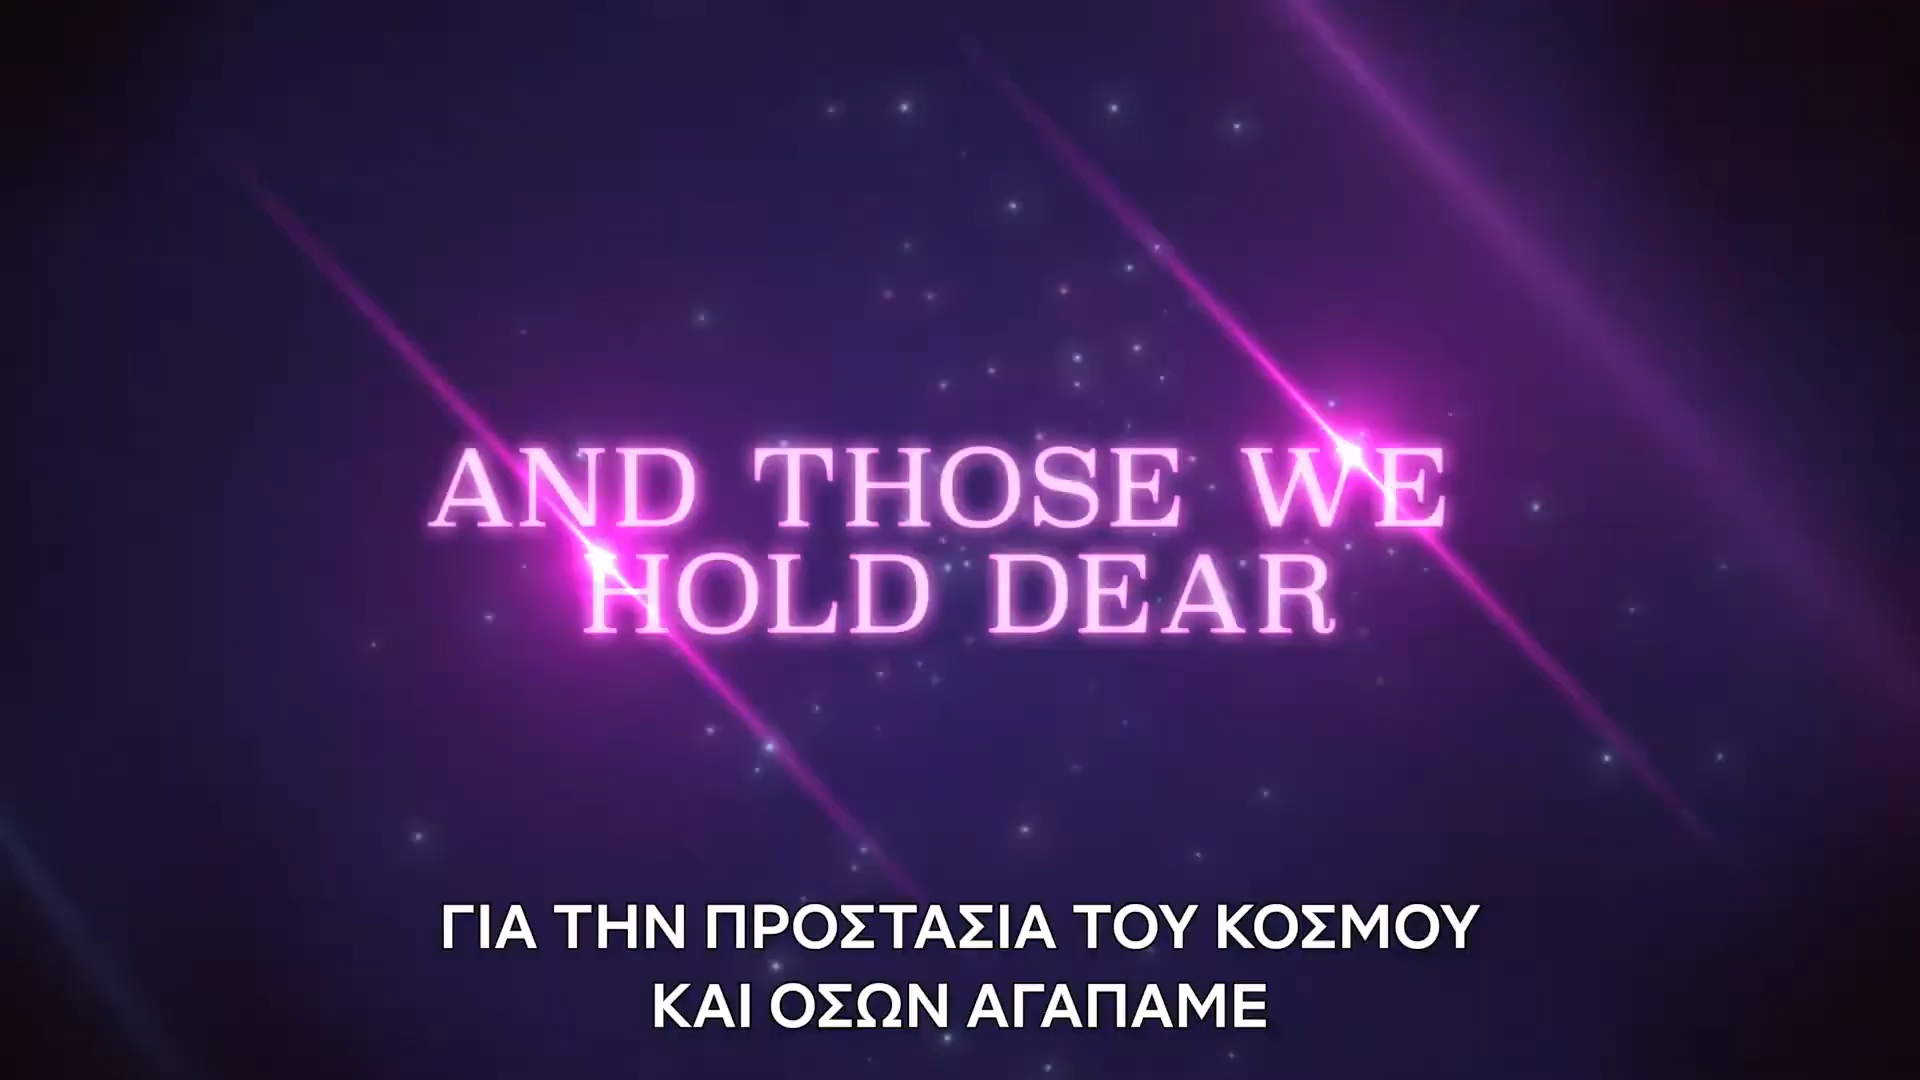 AND THOSE WE
HOLD DEAR
ΓΙΑ ΤΗΝ ΠΡΟΣΤΑΣΙΑ ΤΟΥ ΚΟΣΜΟΥ
ΚΑΙ ΟΣΩΝ ΑΓΑΠΑΜΕ